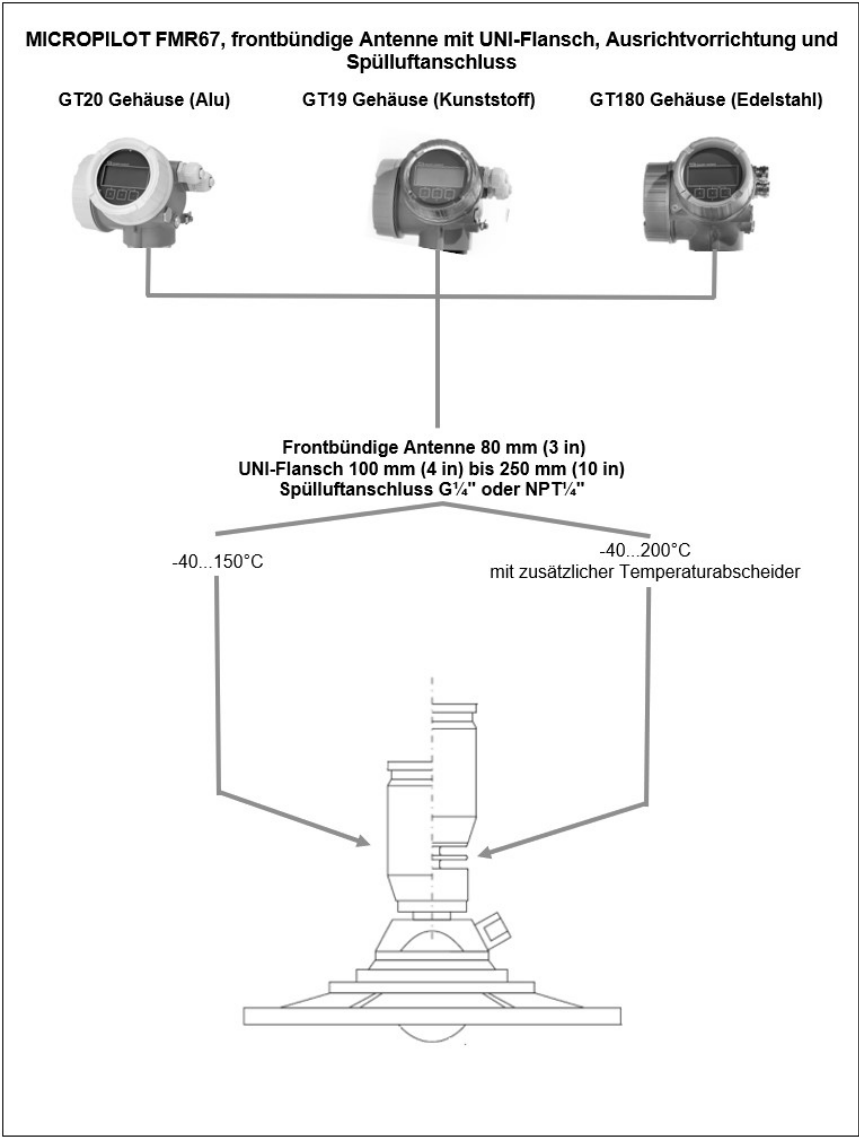 MICROPILOT FMR67, frontbündige Antenne mit UNI-Flansch, Ausrichtvorrichtung und
Spülluftanschluss
GT20 Gehäuse (Alu) GT19 Gehäuse (Kunststoff) GT180 Gehäuse (Edelstahl)
Frontbündige Antenne 80 mm (3 in)
UNI-Flansch 100 mm (4 in) bis 250 mm (10 in)
Spülluftanschluss G¼" oder NPT¼"
-40...150°C
-40...200°C
mit zusätzlicher Temperaturabscheider